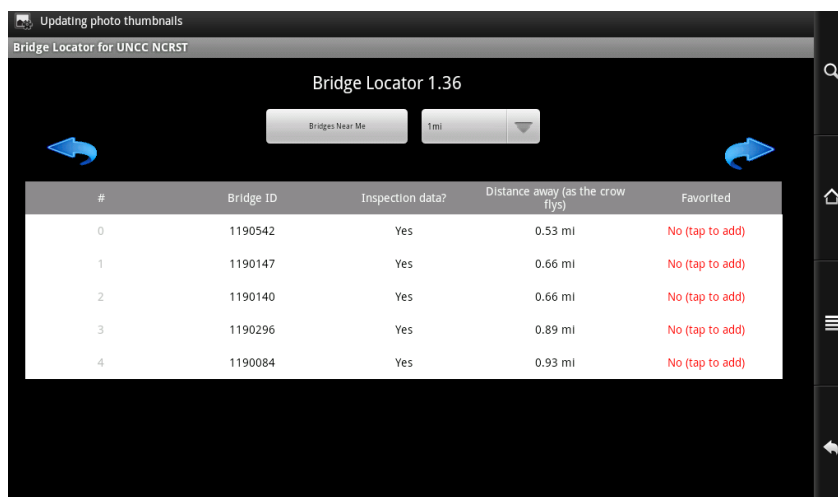 Updating photo thumbnails
Bridge Locator for UNCC NCRST
Bridge Locator 1.36
Bridges Near Me 1mi
# Bridge ID Inspection data? Distance away (as the crow flys) Favorited
0 1190542 Yes 0.53 mi No (tap to add)
1 1190147 Yes 0.66 mi No (tap to add)
2 1190140 Yes 0.66 mi No (tap to add)
3 1190296 Yes 0.89 mi No (tap to add)
4 1190084 Yes 0.93 mi No (tap to add)